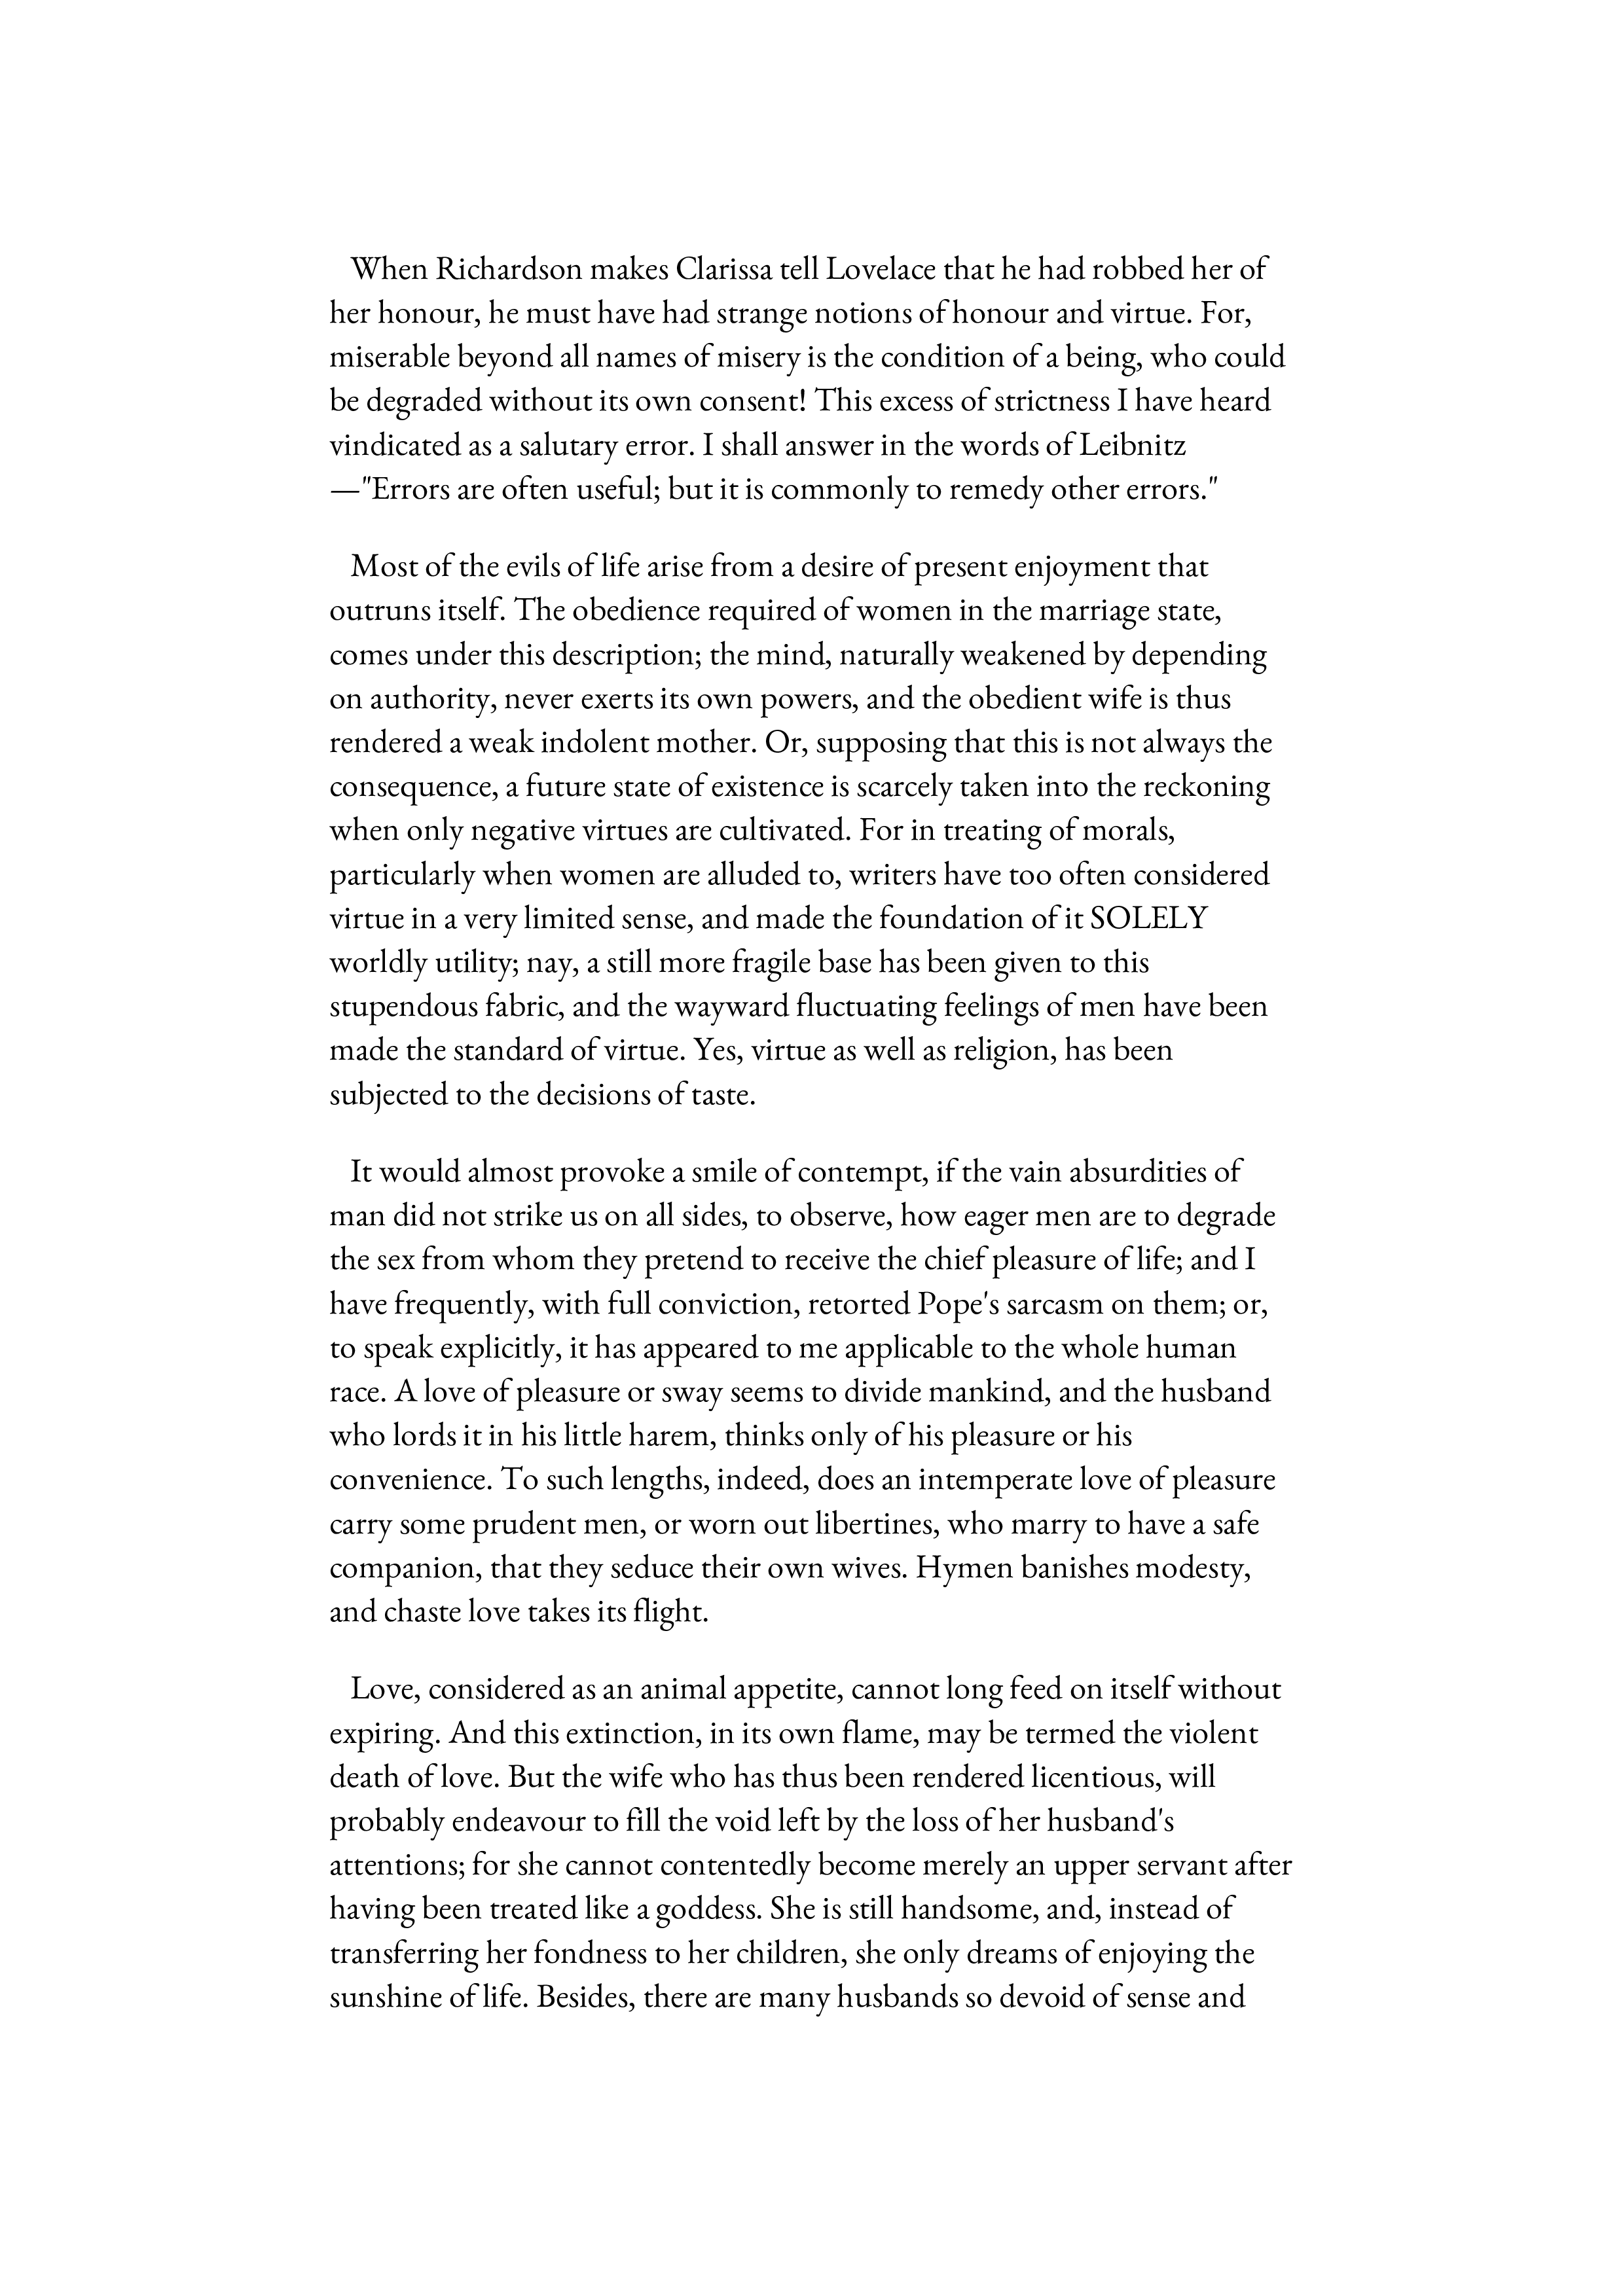 When Richardson makes Clarissa tell Lovelace that he had robbed her of
her honour, he must have had strange notions of honour and virtue. For,
miserable beyond all names of misery is the condition of a being, who could
be degraded without its own consent! This excess of strictness I have heard
vindicated as a salutary error. I shall answer in the words of Leibnitz
—"Errors are often useful; but it is commonly to remedy other errors."
Most of the evils of life arise from a desire of present enjoyment that
outruns itself. The obedience required of women in the marriage state,
comes under this description; the mind, naturally weakened by depending
on authority, never exerts its own powers, and the obedient wife is thus
rendered a weak indolent mother. Or, supposing that this is not always the
consequence, a future state of existence is scarcely taken into the reckoning
when only negative virtues are cultivated. For in treating of morals,
particularly when women are alluded to, writers have too often considered
virtue in a very limited sense, and made the foundation of it SOLELY
worldly utility; nay, a still more fragile base has been given to this
stupendous fabric, and the wayward fluctuating feelings of men have been
made the standard of virtue. Yes, virtue as well as religion, has been
subjected to the decisions of taste.
It would almost provoke a smile of contempt, if the vain absurdities of
man did not strike us on all sides, to observe, how eager men are to degrade
the sex from whom they pretend to receive the chief pleasure of life; and I
have frequently, with full conviction, retorted Pope's sarcasm on them; or,
to speak explicitly, it has appeared to me applicable to the whole human
race. A love of pleasure or sway seems to divide mankind, and the husband
who lords it in his little harem, thinks only of his pleasure or his
convenience. To such lengths, indeed, does an intemperate love of pleasure
carry some prudent men, or worn out libertines, who marry to have a safe
companion, that they seduce their own wives. Hymen banishes modesty,
and chaste love takes its flight.
Love, considered as an animal appetite, cannot long feed on itself without
expiring. And this extinction, in its own flame, may be termed the violent
death of love. But the wife who has thus been rendered licentious, will
probably endeavour to fill the void left by the loss of her husband's
attentions; for she cannot contentedly become merely an upper servant after
having been treated like a goddess. She is still handsome, and, instead of
transferring her fondness to her children, she only dreams of enjoying the
sunshine of life. Besides, there are many husbands so devoid of sense and